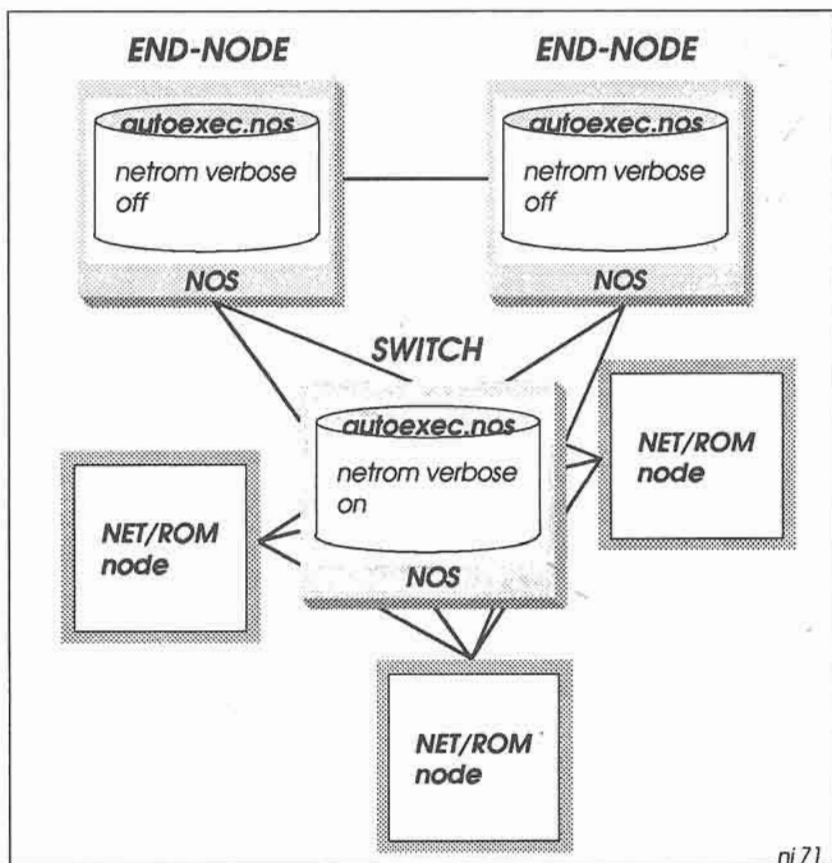 END-NODE
END-NODE
autoexec.nos
netrom verbose
off
NOS
autoexec.nos
netrom verbose
off
NOS
SWITCH
autoexec.nos
netrom verbose
on
NOS
NET/ROM
node
NET/ROM
node
NET/ROM
node
ni71